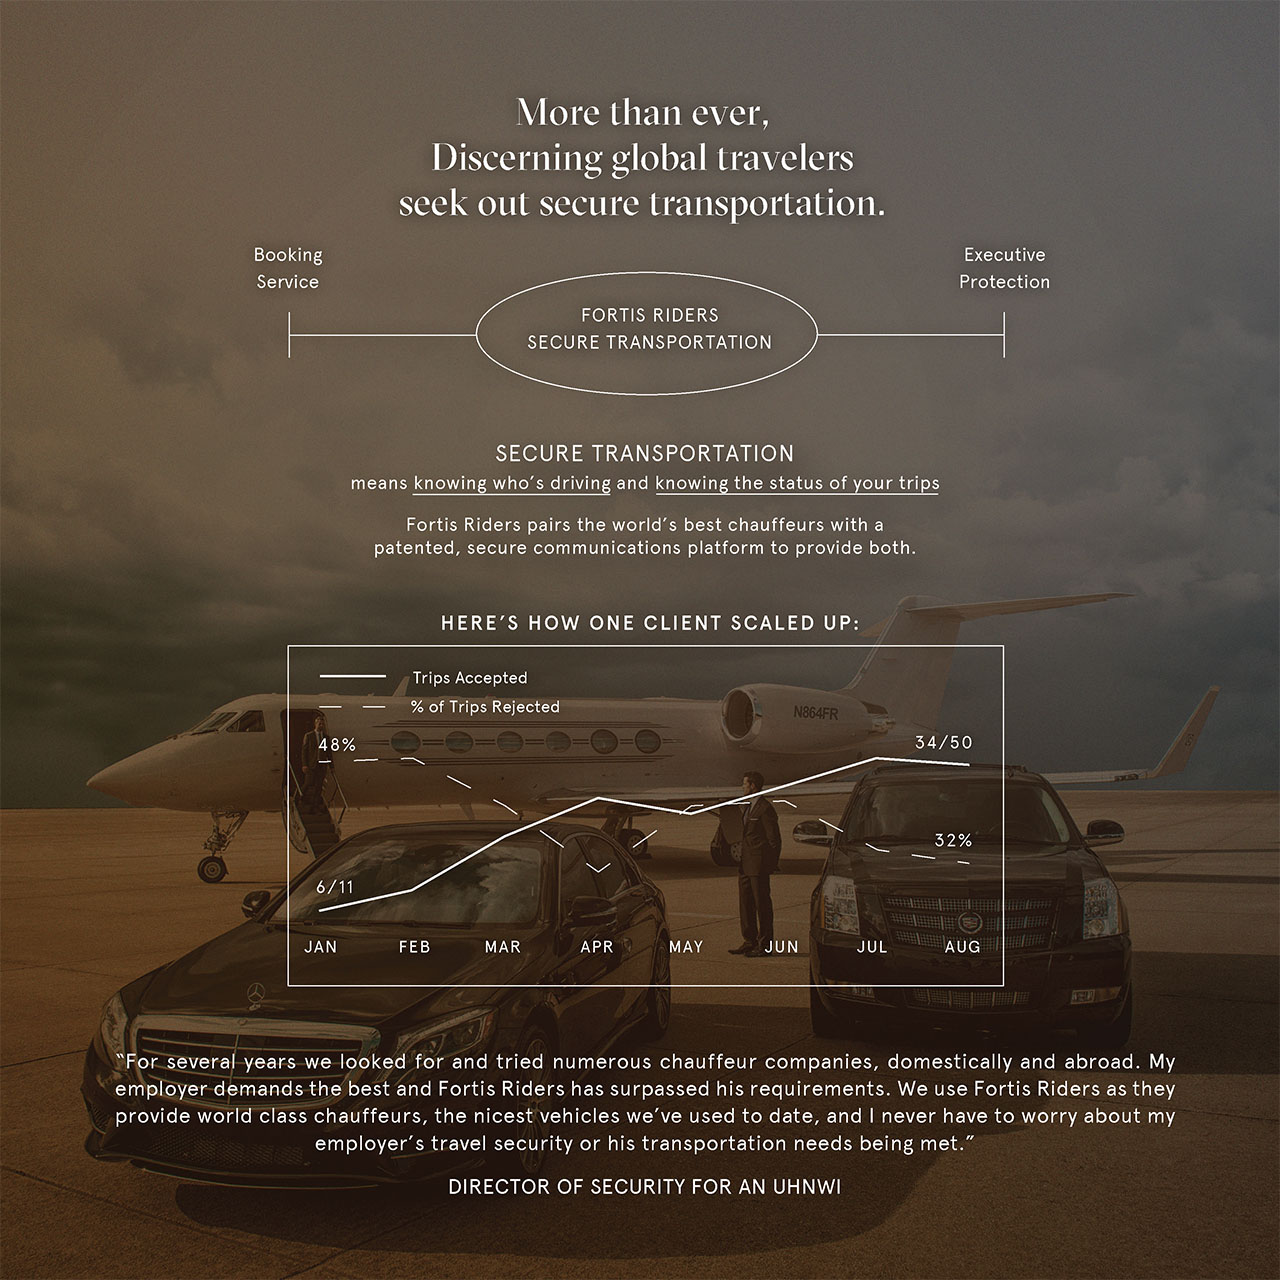 More than ever,
Discerning global travelers
seek out secure transportation.
Booking
Service
Executive
Protection
FORTIS RIDERS
SECURE TRANSPORTATION
SECURE TRANSPORTATION
means knowing who's driving and knowing the status of your trips
Fortis Riders pairs the world's best chauffeurs with a
patented, secure communications platform to provide both.
HERE'S HOW ONE CLIENT SCALED UP:
Trips Accepted
% of Trips Rejected
N864FR
48%
34/50
32%
6/11
JAN FEB MAR APR MAY JUN JUL AUG
“For several years we looked for and tried numerous chauffeur companies, domestically and abroad. My
employer demands the best and Fortis Riders has surpassed his requirements. We use Fortis Riders as they
provide world class chauffeurs, the nicest vehicles we've used to date, and I never have to worry about my
employer's travel security or his transportation needs being met.”
DIRECTOR OF SECURITY FOR AN UHNWI